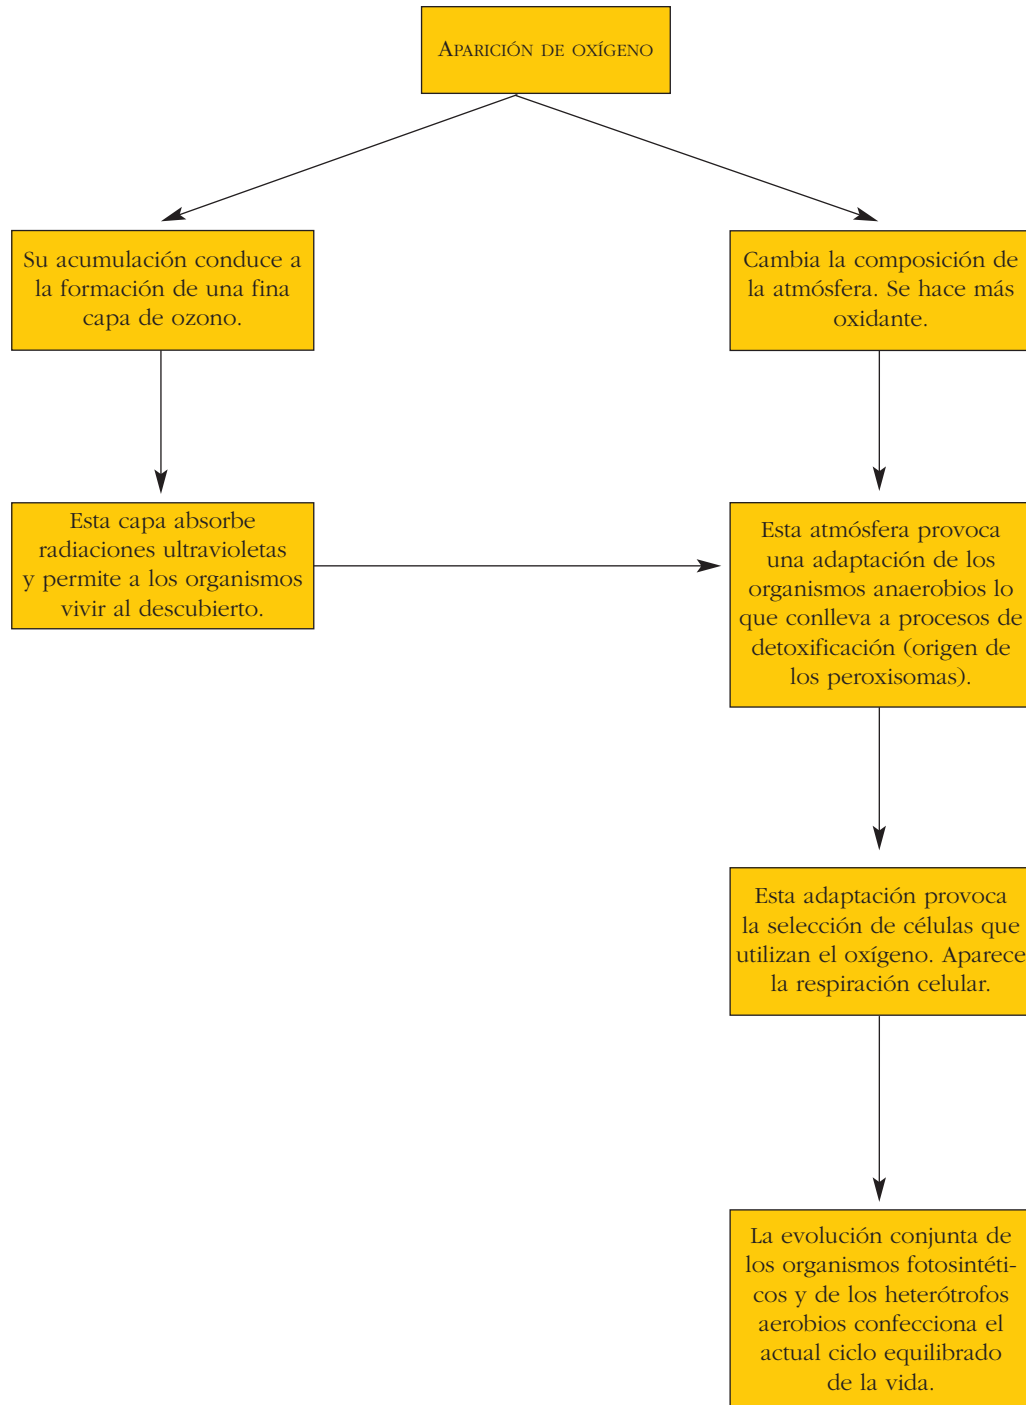 APARICIÓN DE OXÍGENO
Su acumulación conduce a
la formación de una fina
capa de ozono.
Cambia la composición de
la atmósfera. Se hace más
oxidante.
Esta capa absorbe
radiaciones ultravioletas
y permite a los organismos
vivir al descubierto.
Esta atmósfera provoca
una adaptación de los
organismos anaerobios lo
que conlleva a procesos de
detoxificación (origen de
los peroxisomas).
Esta adaptación provoca
la selección de células que
utilizan el oxígeno. Aparece
la respiración celular.
La evolución conjunta de
los organismos fotosintéti-
cos y de los heterótrofos
aerobios confecciona el
actual ciclo equilibrado
de la vida.